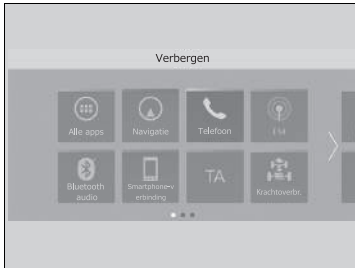 Verbergen
Alle apps
Navigatie
Telefoon
FM
Bluetooth
audio
Smartphone-v
erbinding
TA
Krachtoverbr.